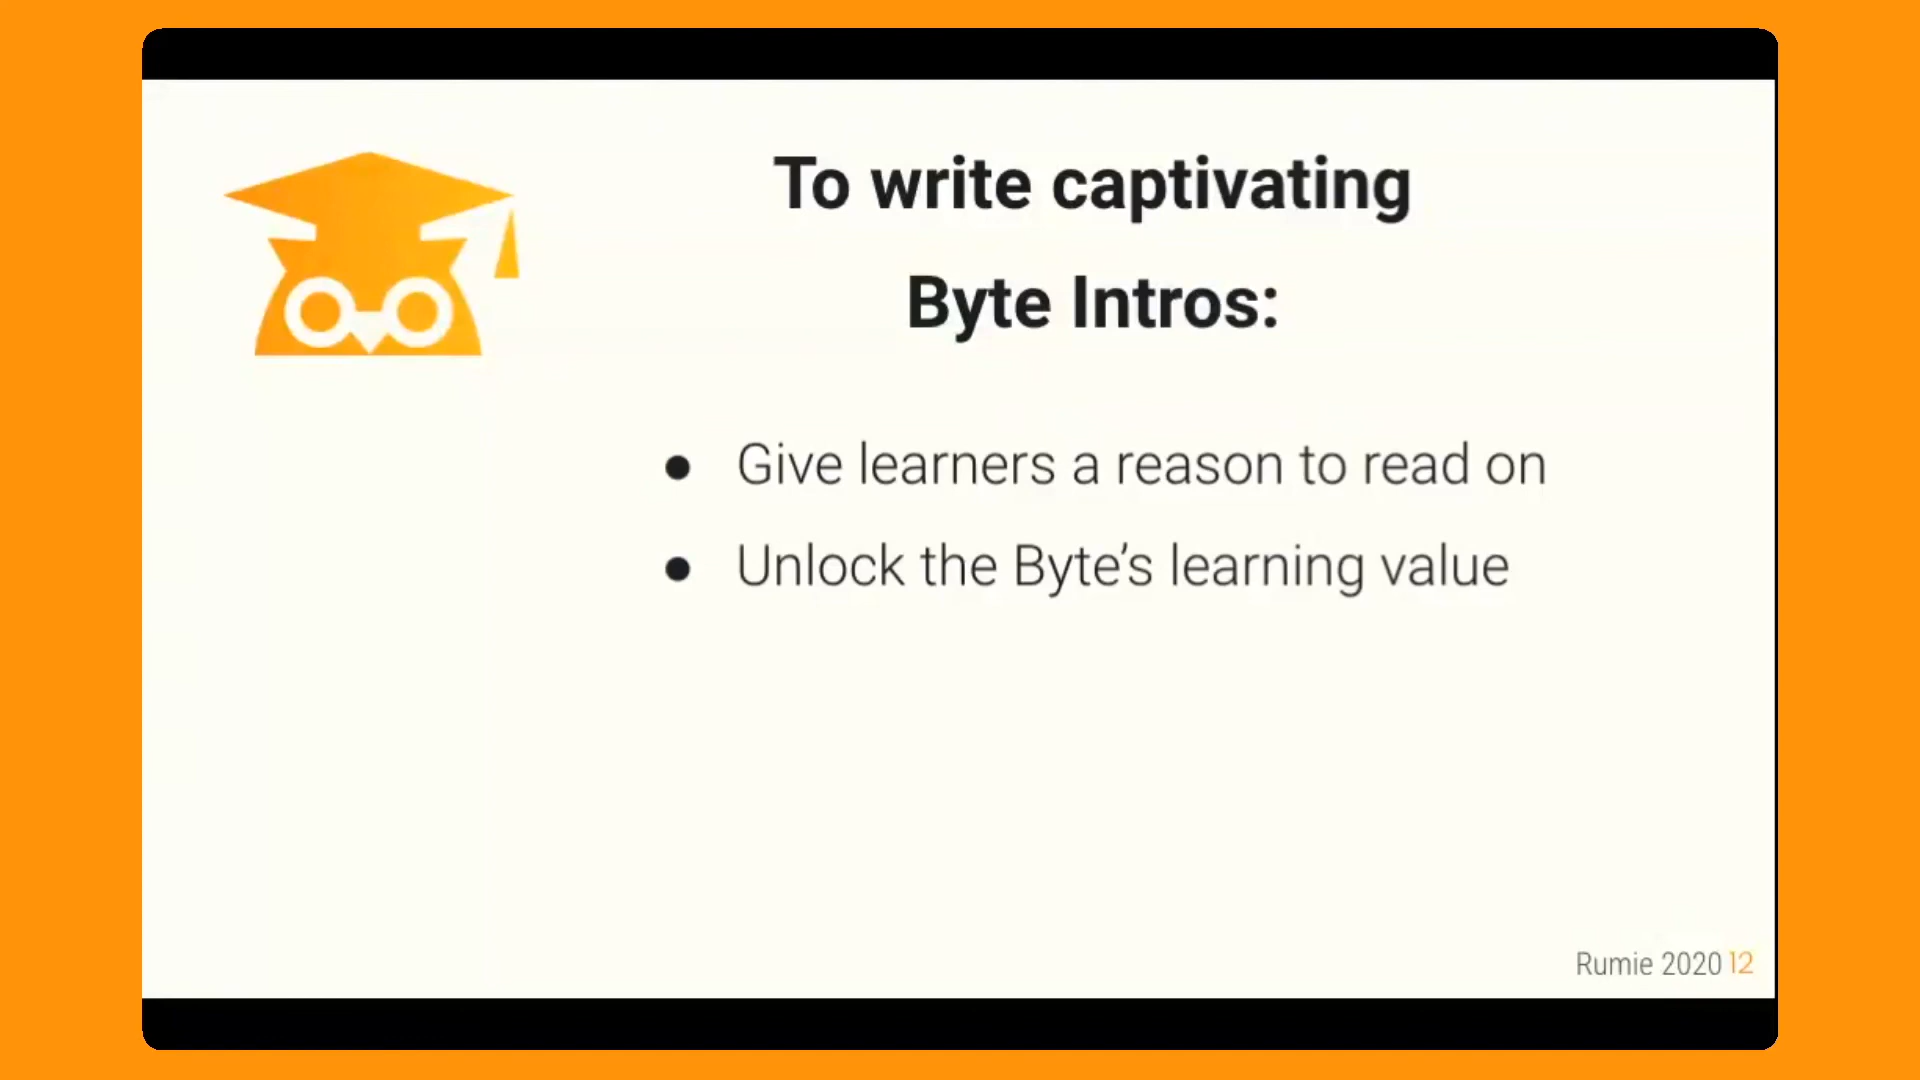 To write captivating
Byte Intros:
● Give learners a reason to read on
● Unlock the Byte’s learning value
Rumie 2020 12